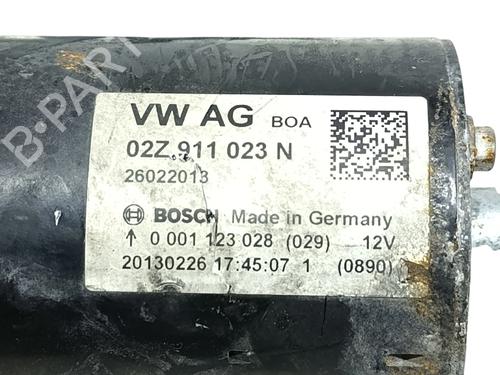 VW AG BOA
02Z 911 023 N
26022013
BOSCH Made in Germany
↑ 0 001 123 028 (029) 12V
20130226 17:45:07 1 (0890)
B-PARTS